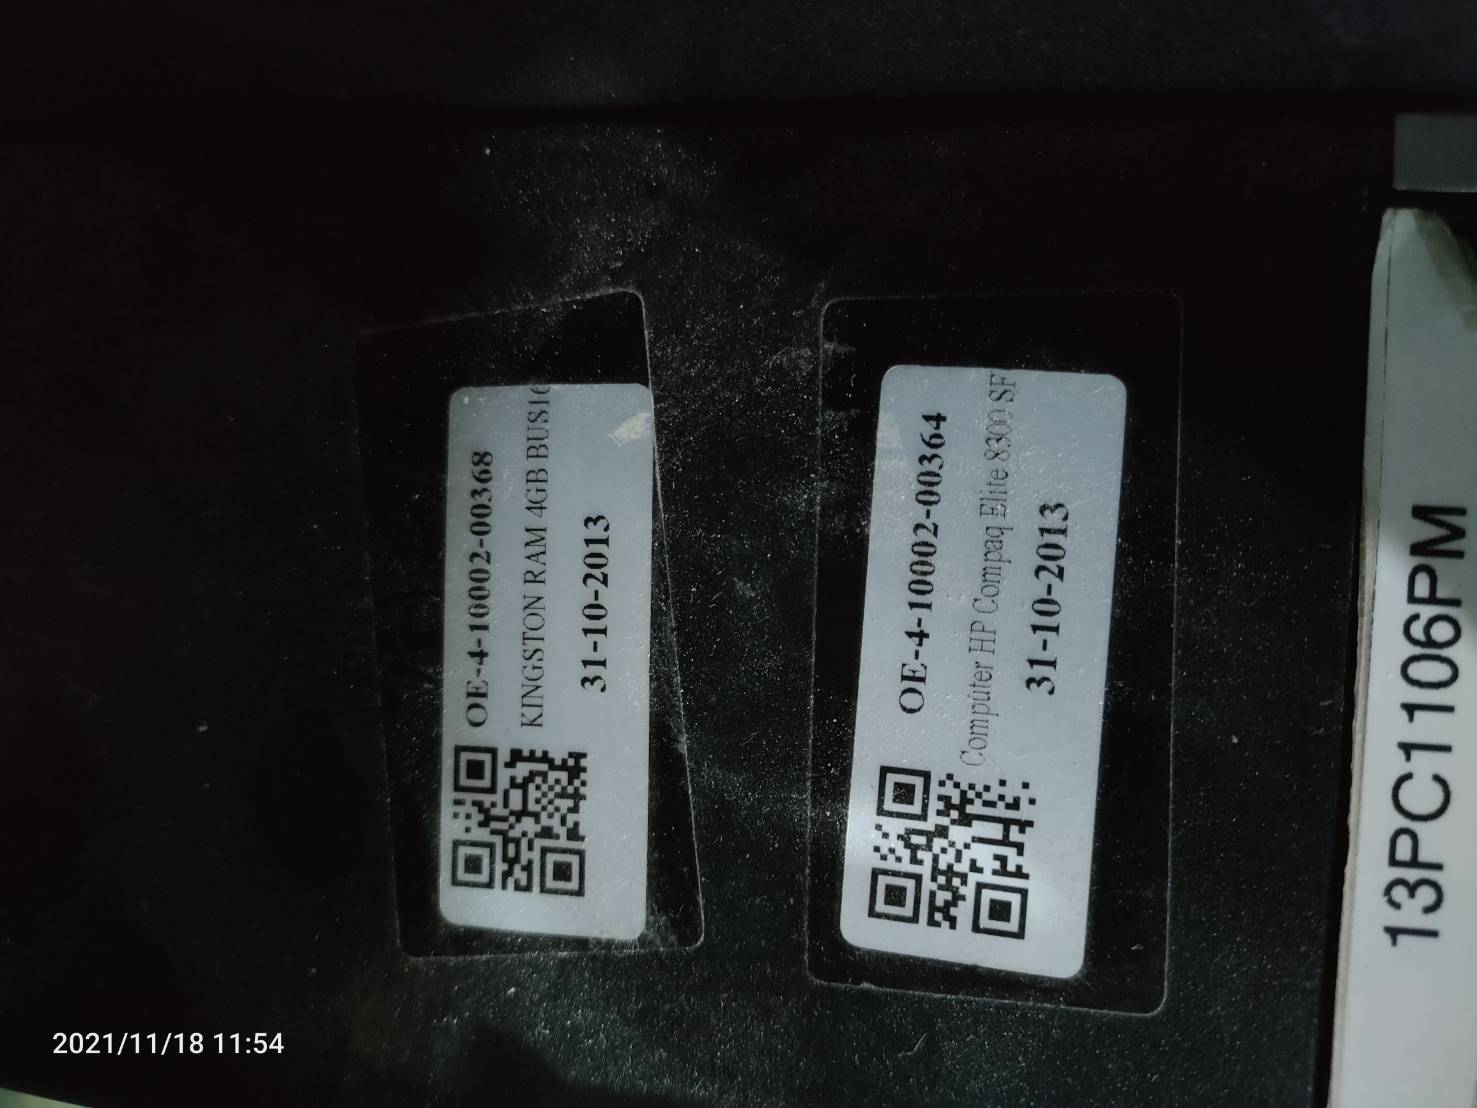 OE-4-10002-00368
KINGSTON RAM 4GB BUS16
31-10-2013
OE-4-10002-00364
Computer HP Compaq Elite 8300 SF
31-10-2013
13PC1106PM
2021/11/18 11:54